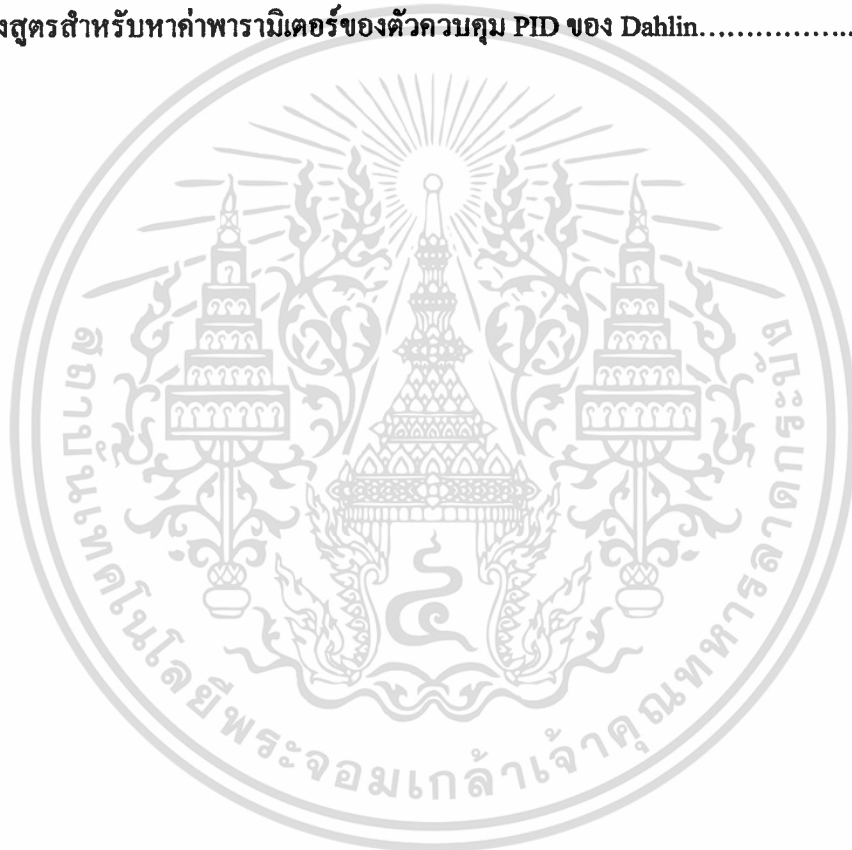 งสูตรสำหรับหาค่าพารามิเตอร์ของตัวควบคุม PID ของ Dahlin.................
สถาบันเทคโนโลยีพระจอมเกล้าเจ้าคุณทหารลาดกระบัง
๔